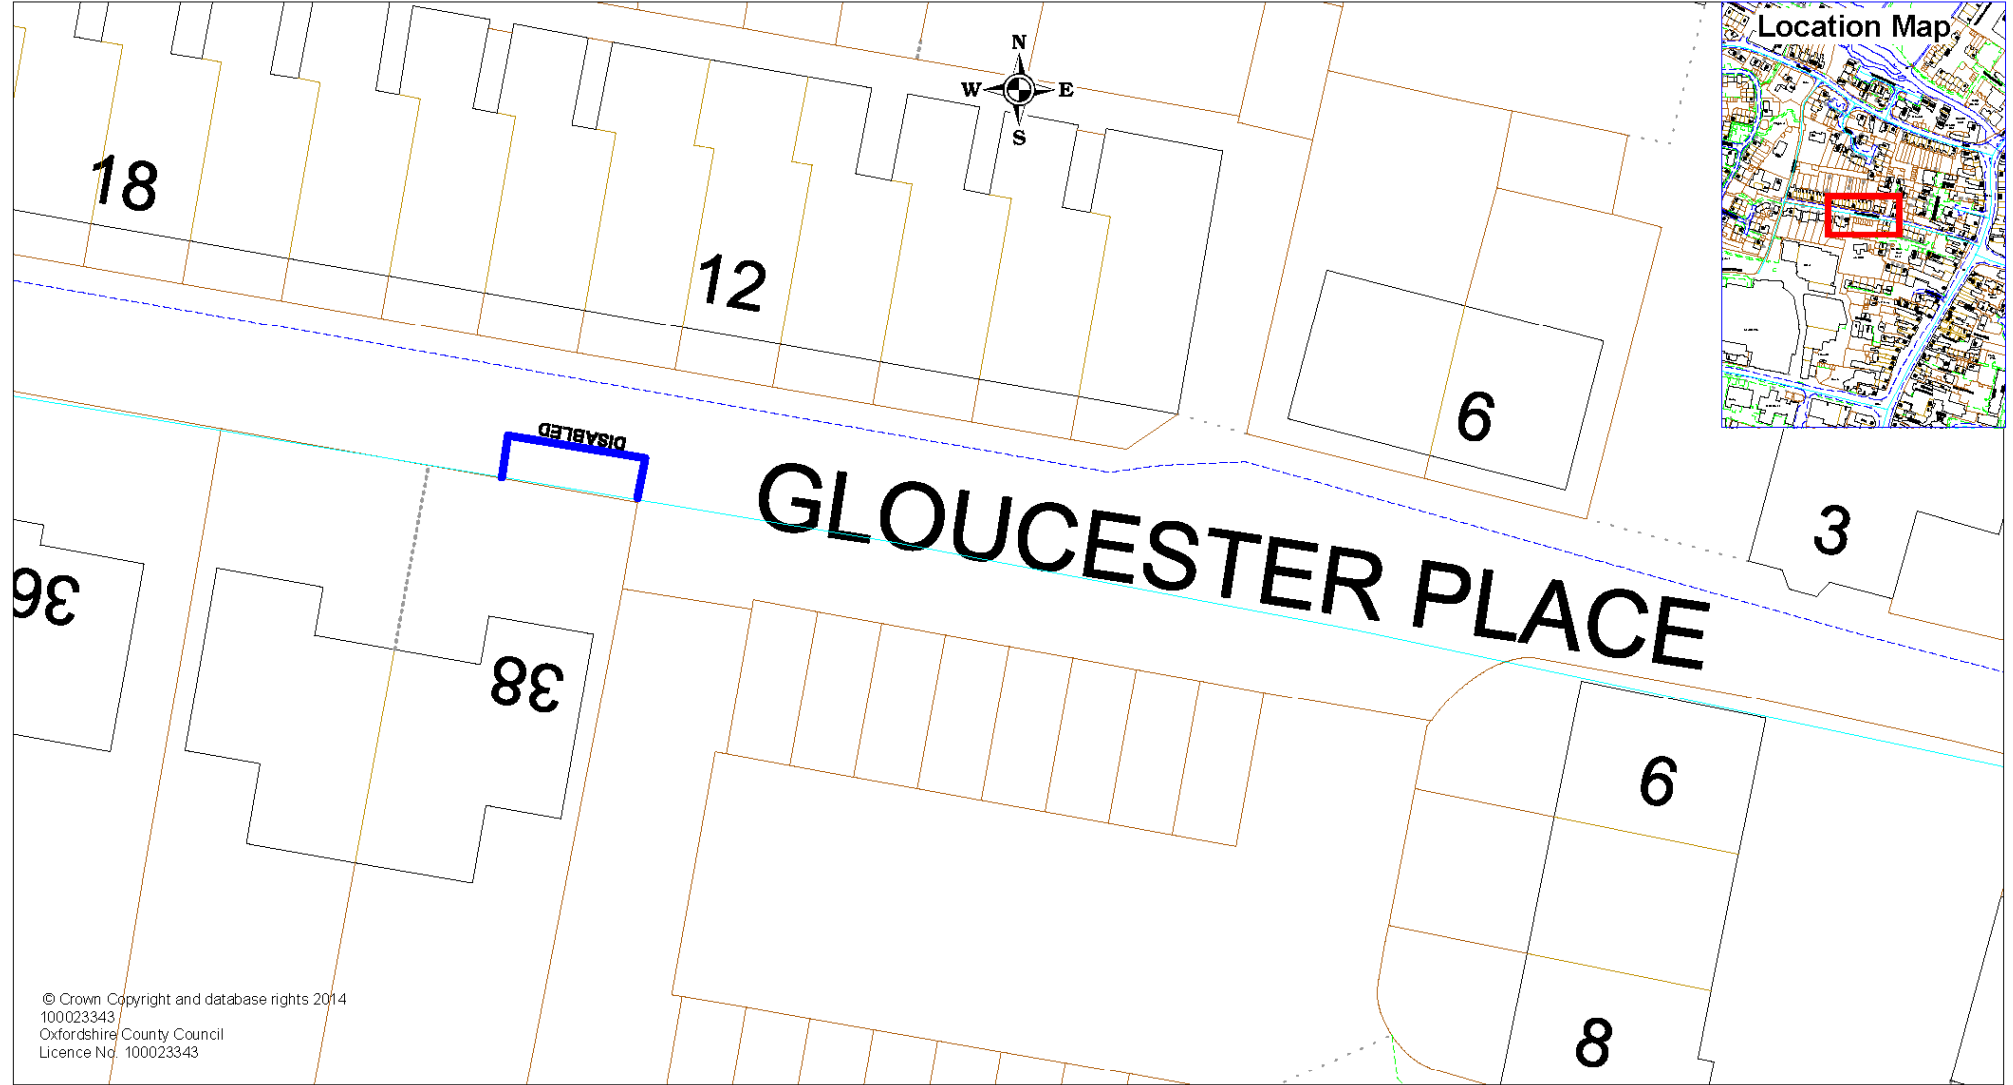 Location Map
N
W E
S
18
12
6
DISABLED
3
GLOUCESTER PLACE
36
38
6
8
© Crown Copyright and database rights 2014
100023343
Oxfordshire County Council
Licence No. 100023343